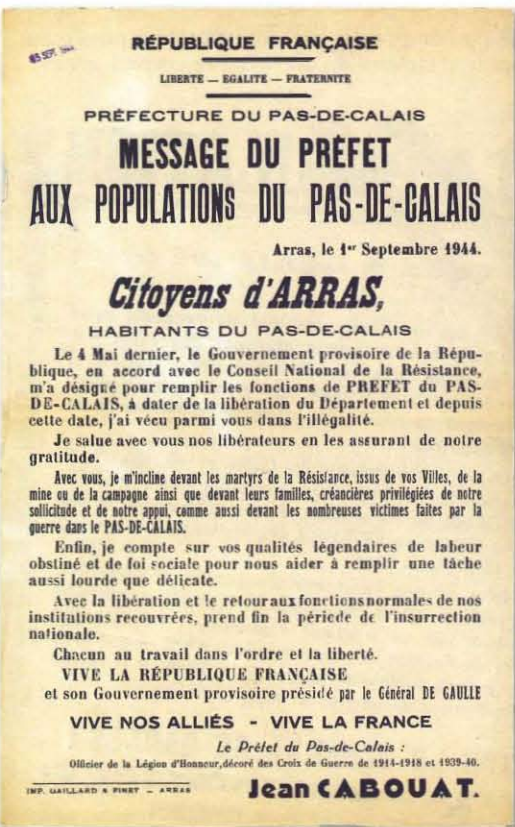 RÉPUBLIQUE FRANÇAISE
LIBERTE — EGALITE — FRATERNITE
PRÉFECTURE DU PAS-DE-CALAIS
MESSAGE DU PRÉFET
AUX POPULATIONS DU PAS-DE-CALAIS
Arras, le 1er Septembre 1944.
Citoyens d'ARRAS,
HABITANTS DU PAS-DE-CALAIS
Le 4 Mai dernier, le Gouvernement provisoire de la Répu-
blique, en accord avec le Conseil National de la Résistance,
m'a désigné pour remplir les fonctions de PREFET du PAS-
DE-CALAIS, à dater de la libération du Département et depuis
cette date, j'ai vécu parmi vous dans l'illégalité.
Je salue avec vous nos libérateurs en les assurant de notre
gratitude.
Avec vous, je m'incline devant les martyrs de la Résistance, issus de vos Villes, de la
mine ou de la campagne ainsi que devant leurs familles, créancières privilégiées de notre
sollicitude et de notre appui, comme aussi devant les nombreuses victimes faites par la
guerre dans le PAS-DE-CALAIS.
Enfin, je compte sur vos qualités légendaires de labeur
obstiné et de foi sociale pour nous aider à remplir une tâche
aussi lourde que délicate.
Avec la libération et le retour aux fonctions normales de nos
institutions recouvrées, prend fin la période de l'insurrection
nationale.
Chacun au travail dans l'ordre et la liberté.
VIVE LA RÉPUBLIQUE FRANÇAISE
et son Gouvernement provisoire présidé par le Général DE GAULLE
VIVE NOS ALLIÉS - VIVE LA FRANCE
Le Préfet du Pas-de-Calais :
Officier de la Légion d'Honneur, décoré des Croix de Guerre de 1914-1918 et 1939-40.
IMP. GAILLARD & PINET — ARRAS
Jean CABOUAT.